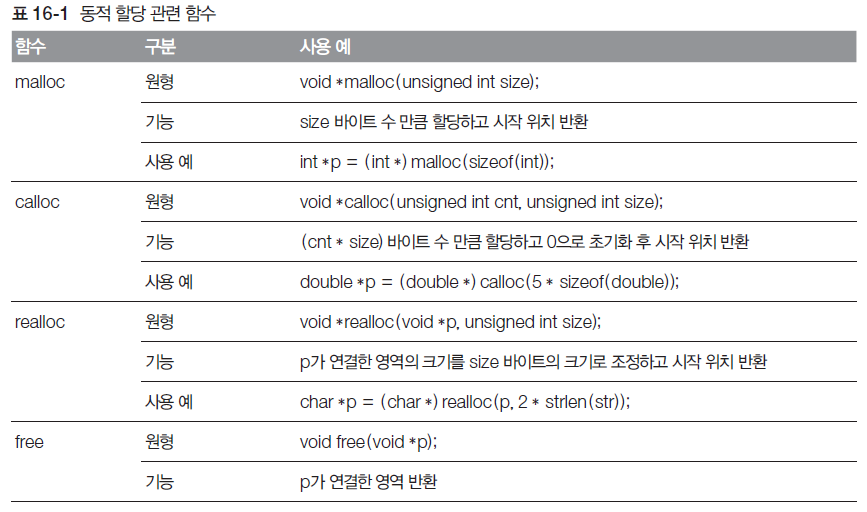 표 16-1 동적 할당 관련 함수
함수 구분 사용 예
malloc 원형 void *malloc(unsigned int size);
기능 size 바이트 수 만큼 할당하고 시작 위치 반환
사용 예 int *p = (int *) malloc(sizeof(int));
calloc 원형 void *calloc(unsigned int cnt, unsigned int size);
기능 (cnt * size) 바이트 수 만큼 할당하고 0으로 초기화 후 시작 위치 반환
사용 예 double *p = (double *) calloc(5 * sizeof(double));
realloc 원형 void *realloc(void *p, unsigned int size);
기능 p가 연결한 영역의 크기를 size 바이트의 크기로 조정하고 시작 위치 반환
사용 예 char *p = (char *) realloc(p, 2 * strlen(str));
free 원형 void free(void *p);
기능 p가 연결한 영역 반환